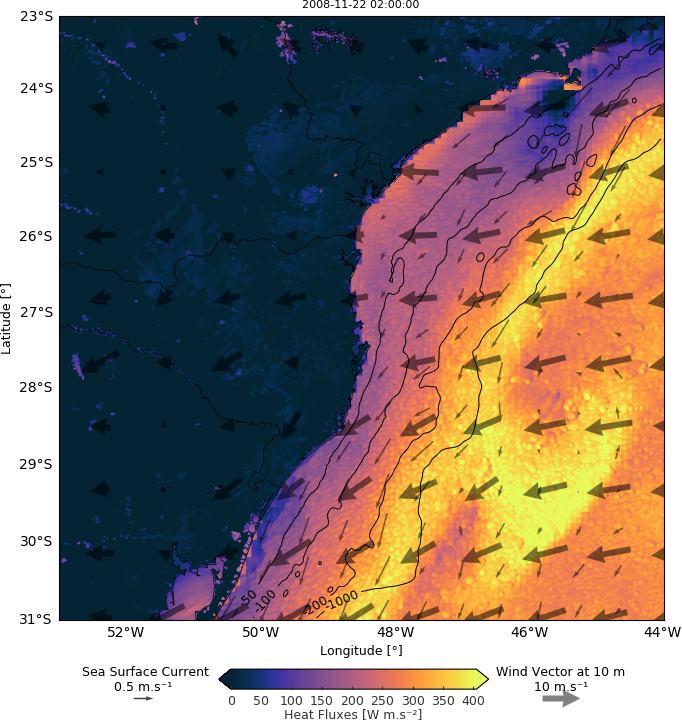 2008-11-22 02:00:00
23°S
24°S
25°S
26°S
27°S
28°S
29°S
30°S
31°S
Latitude [°]
-50
-100
-200
-1000
52°W
50°W
48°W
46°W
44°W
Longitude [°]
Sea Surface Current
0.5 m.s⁻¹
Wind Vector at 10 m
10 m.s⁻¹
0 50 100 150 200 250 300 350 400
Heat Fluxes [W m.s⁻²]